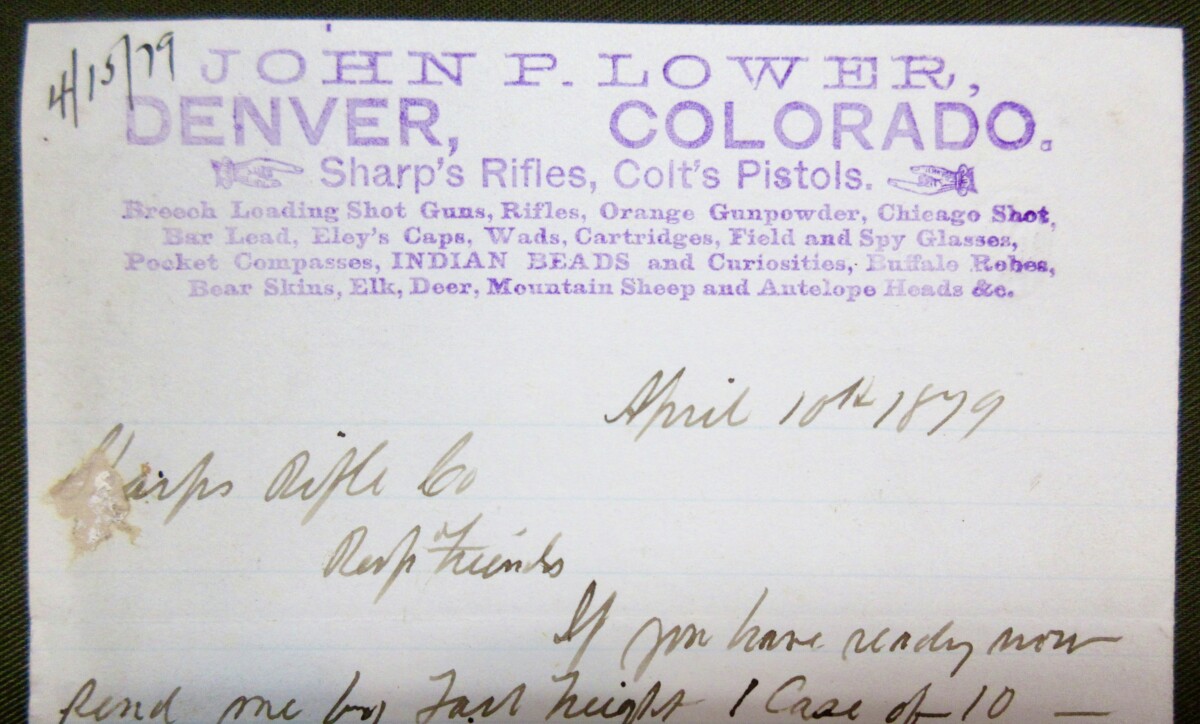 4/15/79
JOHN P. LOWER,
DENVER, COLORADO.
Sharp's Rifles, Colt's Pistols.
Breech Loading Shot Guns, Rifles, Orange Gunpowder, Chicago Shot,
Bar Lead, Eley's Caps, Wads, Cartridges, Field and Spy Glasses,
Pocket Compasses, INDIAN BEADS and Curiosities, Buffalo Robes,
Bear Skins, Elk, Deer, Mountain Sheep and Antelope Heads &c.
April 10th 1879
Sharps Rifle Co
Resp Friends
If you have ready now
send me by Fast Freight 1 Case of 10 —